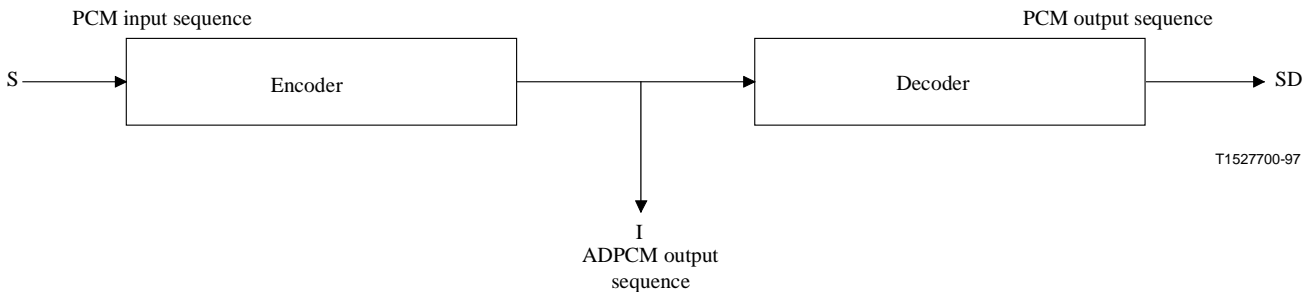 PCM input sequence
PCM output sequence
S
Encoder
Decoder
SD
T1527700-97
I
ADPCM output
sequence